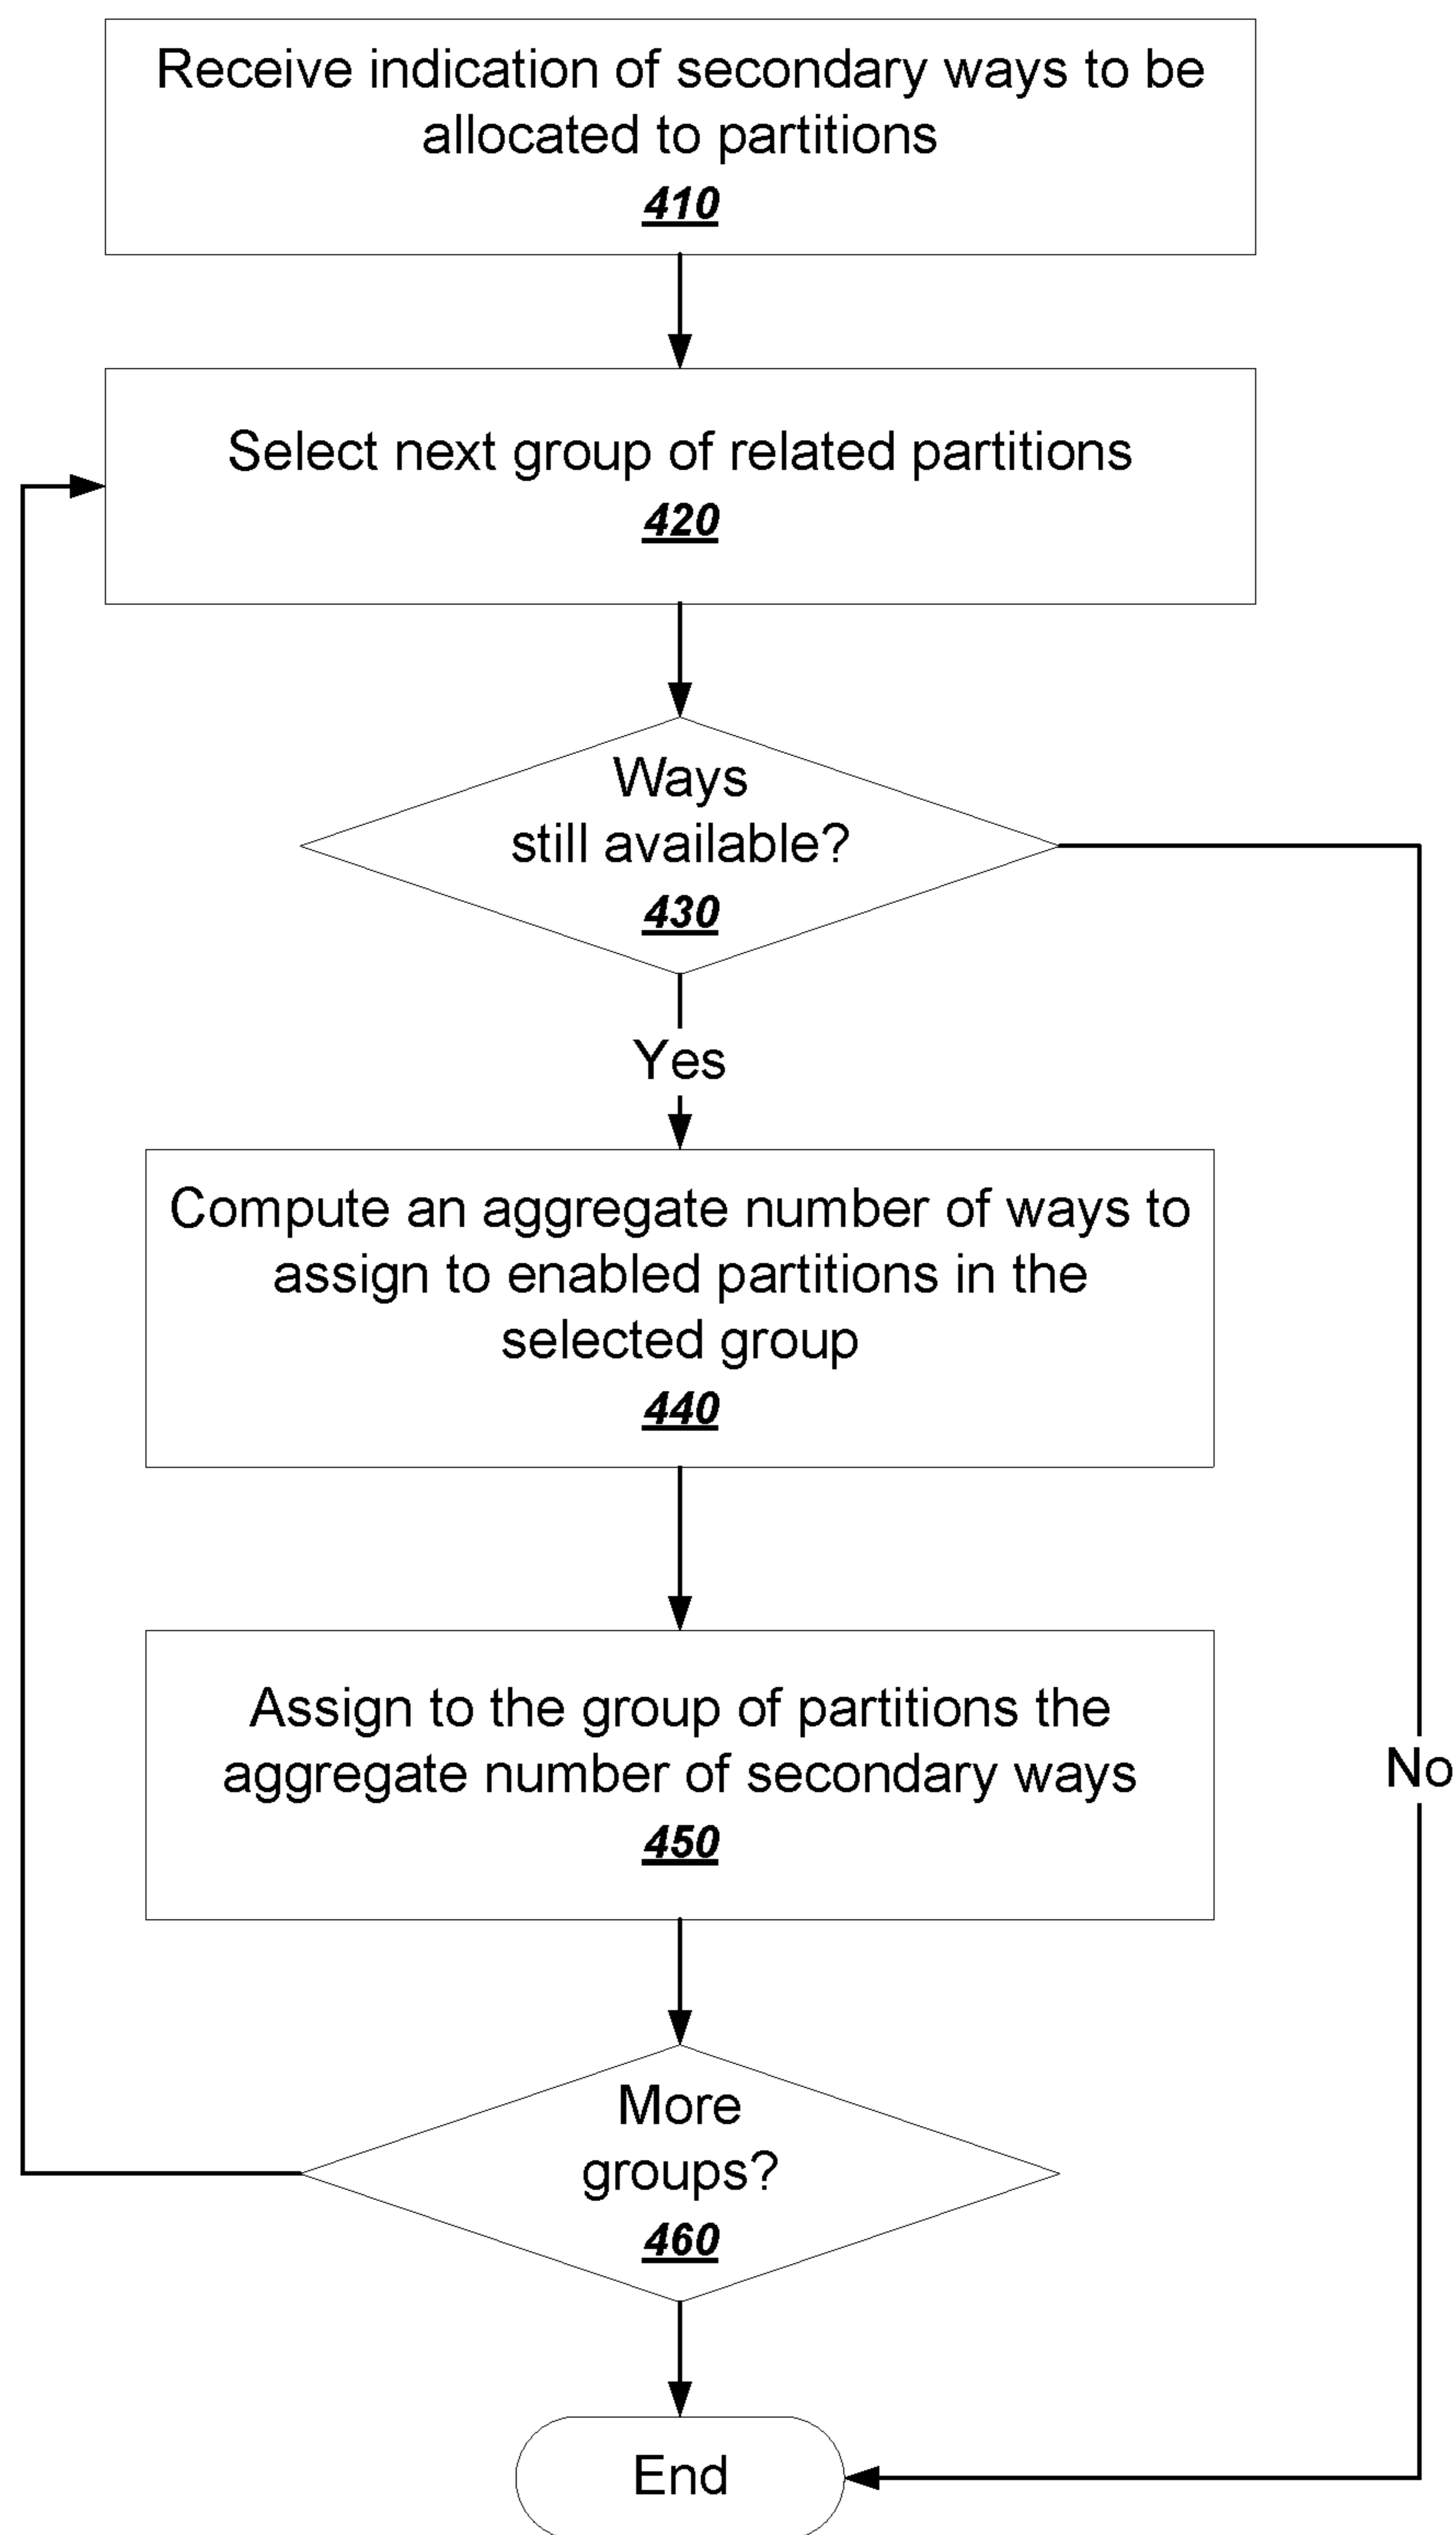 Receive indication of secondary ways to be
allocated to partitions
410
Select next group of related partitions
420
Ways
still available?
430
Yes
Compute an aggregate number of ways to
assign to enabled partitions in the
selected group
440
Assign to the group of partitions the
aggregate number of secondary ways
450
No
More
groups?
460
End